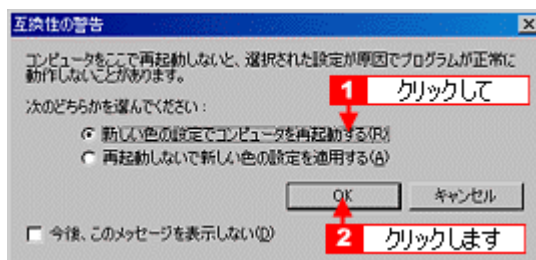 互換性の警告
コンピュータをここで再起動しないと、選択された設定が原因でプログラムが正常に
動作しないことがあります。
1 クリックして
次のどちらかを選んでください：
新しい色の設定でコンピュータを再起動する(R)
再起動しないで新しい色の設定を適用する(A)
OK キャンセル
今後、このメッセージを表示しない(D)
2 クリックします